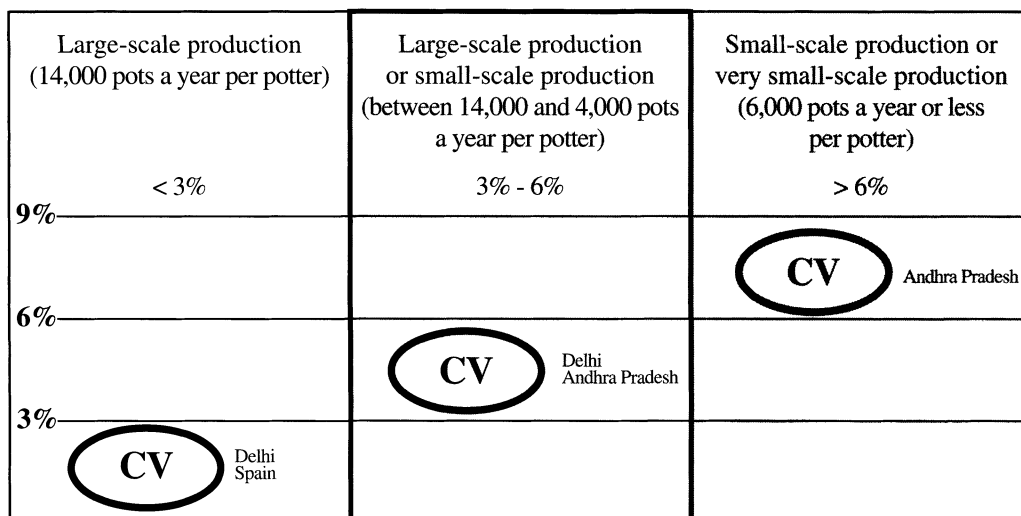 Large-scale production
(14,000 pots a year per potter)
< 3%
Large-scale production
or small-scale production
(between 14,000 and 4,000 pots
a year per potter)
3% - 6%
Small-scale production or
very small-scale production
(6,000 pots a year or less
per potter)
> 6%
9%
CV
Andhra Pradesh
6%
CV
Delhi
Andhra Pradesh
3%
CV
Delhi
Spain